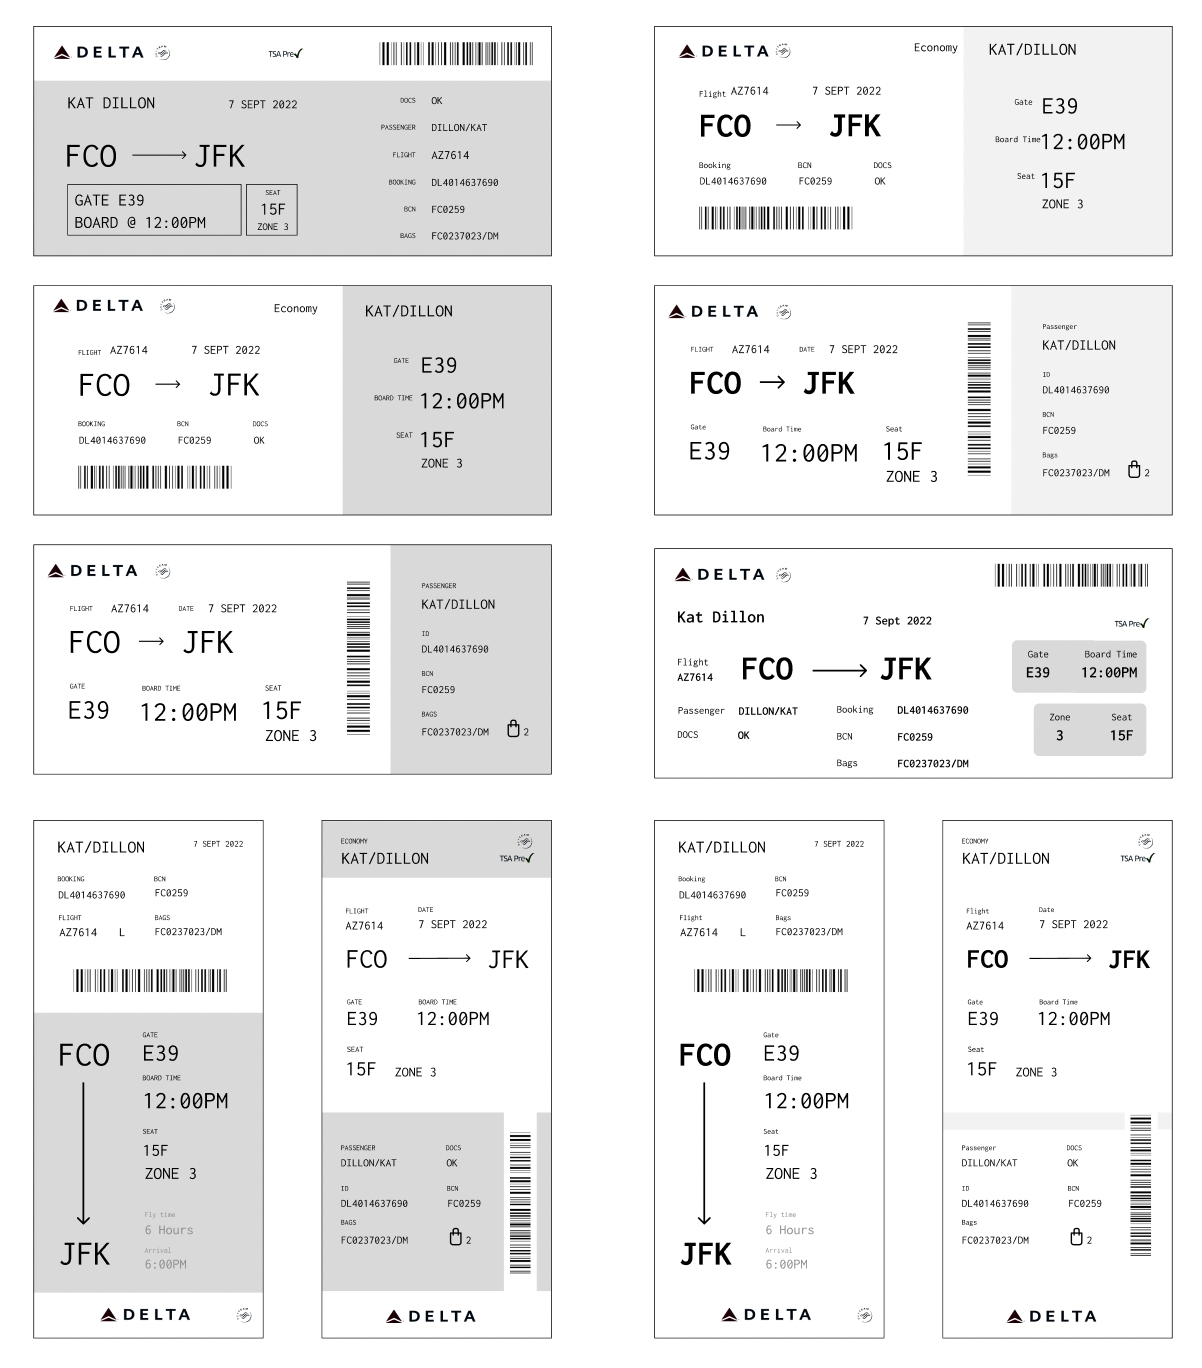 DELTA
TSA Pre✓
KAT DILLON
7 SEPT 2022
FCO → JFK
GATE E39
BOARD @ 12:00PM
SEAT
15F
ZONE 3
DOCS OK
PASSENGER DILLON/KAT
FLIGHT AZ7614
BOOKING DL4014637690
BCN FC0259
BAGS FC0237023/DM
DELTA
Economy
Flight AZ7614 7 SEPT 2022
FCO → JFK
Booking BCN DOCS
DL4014637690 FC0259 OK
KAT/DILLON
Gate E39
Board Time 12:00PM
Seat 15F
ZONE 3
DELTA
Economy
FLIGHT AZ7614 7 SEPT 2022
FCO → JFK
BOOKING BCN DOCS
DL4014637690 FC0259 OK
KAT/DILLON
GATE E39
BOARD TIME 12:00PM
SEAT 15F
ZONE 3
DELTA
FLIGHT AZ7614 DATE 7 SEPT 2022
FCO → JFK
Gate Board Time Seat
E39 12:00PM 15F
ZONE 3
Passenger
KAT/DILLON
ID
DL4014637690
BCN
FC0259
Bags
FC0237023/DM 2
DELTA
FLIGHT AZ7614 DATE 7 SEPT 2022
FCO → JFK
GATE BOARD TIME SEAT
E39 12:00PM 15F
ZONE 3
PASSENGER
KAT/DILLON
ID
DL4014637690
BCN
FC0259
BAGS
FC0237023/DM 2
DELTA
Kat Dillon
7 Sept 2022
TSA Pre✓
Flight
AZ7614
FCO → JFK
Gate Board Time
E39 12:00PM
Passenger DILLON/KAT Booking DL4014637690
DOCS OK BCN FC0259
Bags FC0237023/DM
Zone Seat
3 15F
KAT/DILLON 7 SEPT 2022
BOOKING BCN
DL4014637690 FC0259
FLIGHT BAGS
AZ7614 L FC0237023/DM
FCO
JFK
GATE
E39
BOARD TIME
12:00PM
SEAT
15F
ZONE 3
Fly time
6 Hours
Arrival
6:00PM
DELTA
ECONOMY
KAT/DILLON
TSA Pre✓
FLIGHT DATE
AZ7614 7 SEPT 2022
FCO → JFK
GATE BOARD TIME
E39 12:00PM
SEAT
15F ZONE 3
PASSENGER DOCS
DILLON/KAT OK
ID BCN
DL4014637690 FC0259
BAGS
FC0237023/DM 2
DELTA
KAT/DILLON 7 SEPT 2022
Booking BCN
DL4014637690 FC0259
Flight Bags
AZ7614 L FC0237023/DM
FCO
JFK
Gate
E39
Board Time
12:00PM
Seat
15F
ZONE 3
Fly time
6 Hours
Arrival
6:00PM
DELTA
ECONOMY
KAT/DILLON
TSA Pre✓
Flight Date
AZ7614 7 SEPT 2022
FCO → JFK
Gate Board Time
E39 12:00PM
Seat
15F ZONE 3
Passenger DOCS
DILLON/KAT OK
ID BCN
DL4014637690 FC0259
Bags
FC0237023/DM 2
DELTA